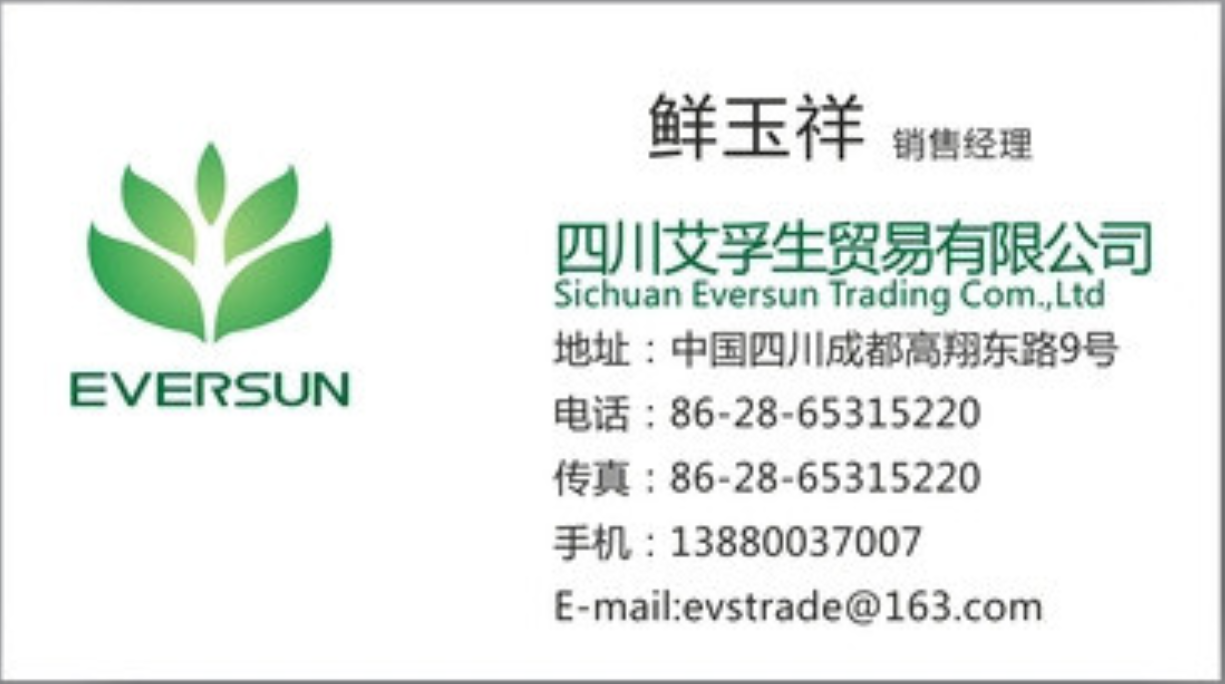 EVERSUN
鲜玉祥 销售经理
四川艾孚生贸易有限公司
Sichuan Eversun Trading Com.,Ltd
地址：中国四川成都高翔东路9号
电话：86-28-65315220
传真：86-28-65315220
手机：13880037007
E-mail:evstrade@163.com